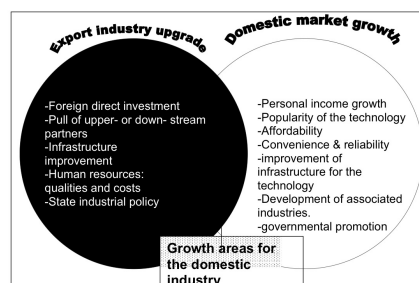 Export industry upgrade
Domestic market growth
-Foreign direct investment
-Pull of upper- or down- stream
partners
-Infrastructure
improvement
-Human resources:
qualities and costs
-State industrial policy
-Personal income growth
-Popularity of the technology
-Affordability
-Convenience & reliability
-improvement of
infrastructure for the
technology
-Development of associated
industries.
-governmental promotion
Growth areas for
the domestic
industry